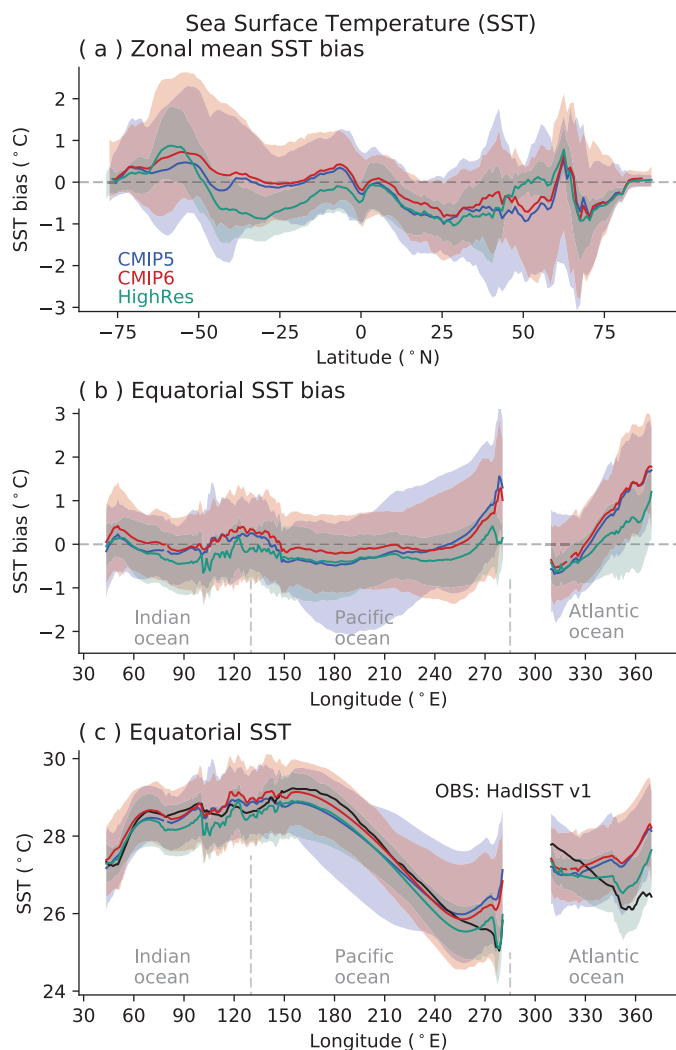 Sea Surface Temperature (SST)
( a ) Zonal mean SST bias
2
1
0
−1
−2
−3
SST bias (°C)
CMIP5
CMIP6
HighRes
−75 −50 −25 0 25 50 75
Latitude (°N)
( b ) Equatorial SST bias
3
2
1
0
−1
−2
SST bias (°C)
Indian ocean
Pacific ocean
Atlantic ocean
30 60 90 120 150 180 210 240 270 300 330 360
Longitude (°E)
( c ) Equatorial SST
30
28
26
24
SST (°C)
OBS: HadISST v1
Indian ocean
Pacific ocean
Atlantic ocean
30 60 90 120 150 180 210 240 270 300 330 360
Longitude (°E)